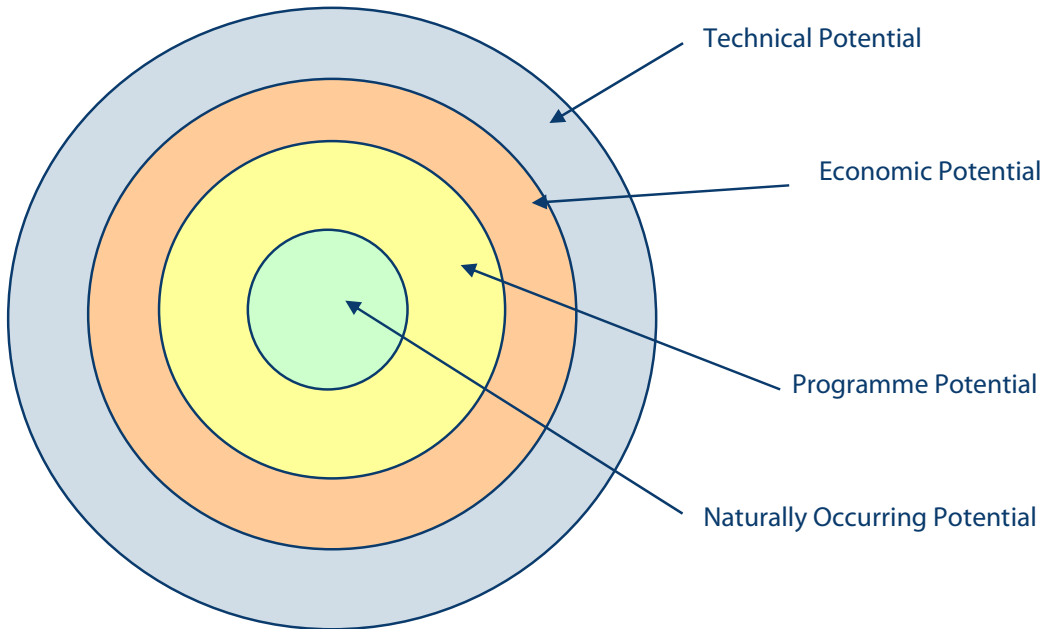 Technical Potential
Economic Potential
Programme Potential
Naturally Occurring Potential